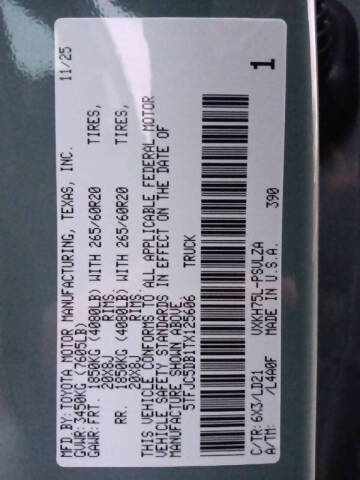 MFD.BY:TOYOTA MOTOR MANUFACTURING, TEXAS, INC. 11/25
GVWR:3450KG (7605LB)
GAWR:FRT. 1850KG (4080LB) WITH 265/60R20 TIRES,
20X8J RIMS
RR. 1850KG (4080LB) WITH 265/60R20 TIRES,
20X8J RIMS
THIS VEHICLE CONFORMS TO ALL APPLICABLE FEDERAL MOTOR
VEHICLE SAFETY STANDARDS IN EFFECT ON THE DATE OF
MANUFACTURE SHOWN ABOVE.
5TFJC5DB1TX125606 TRUCK 1
C/TR: 6X3/LD21 VXKH75L-PSVLZA
A/TM: /L4A0F MADE IN U.S.A. 390